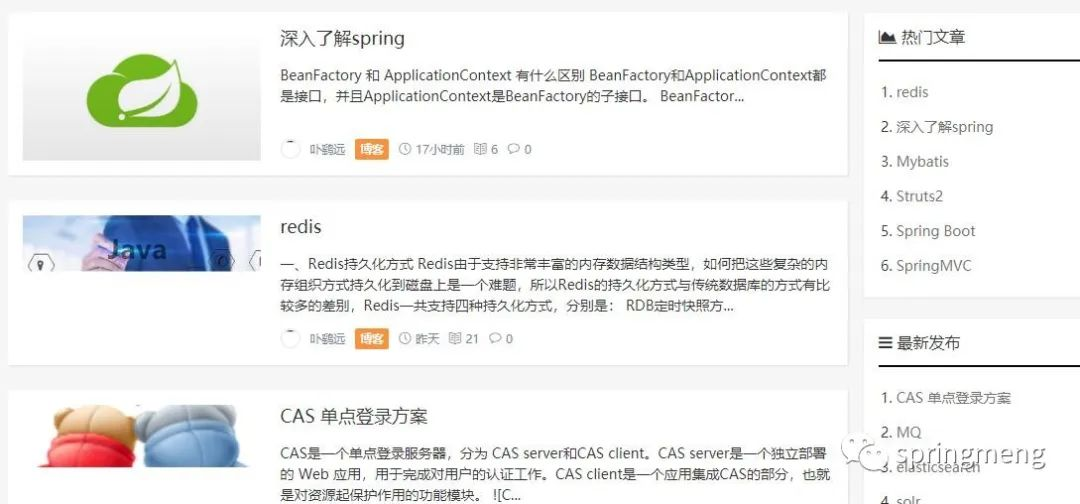 深入了解spring
BeanFactory 和 ApplicationContext 有什么区别 BeanFactory和ApplicationContext都
是接口，并且ApplicationContext是BeanFactory的子接口。 BeanFactor...
卟鹞远 博客 17小时前 6 0
Java
redis
一、Redis持久化方式 Redis由于支持非常丰富的内存数据结构类型，如何把这些复杂的内
存组织方式持久化到磁盘上是一个难题，所以Redis的持久化方式与传统数据库的方式有比
较多的差别，Redis一共支持四种持久化方式，分别是： RDB定时快照方...
卟鹞远 博客 昨天 21 0
CAS 单点登录方案
CAS是一个单点登录服务器，分为 CAS server和CAS client。CAS server是一个独立部署
的 Web 应用，用于完成对用户的认证工作。CAS client是一个应用集成CAS的部分，也就
是对资源起保护作用的功能模块。 ![C...
热门文章
1. redis
2. 深入了解spring
3. Mybatis
4. Struts2
5. Spring Boot
6. SpringMVC
最新发布
1. CAS 单点登录方案
2. MQ
3. elasticsearch
4. solr
springmeng